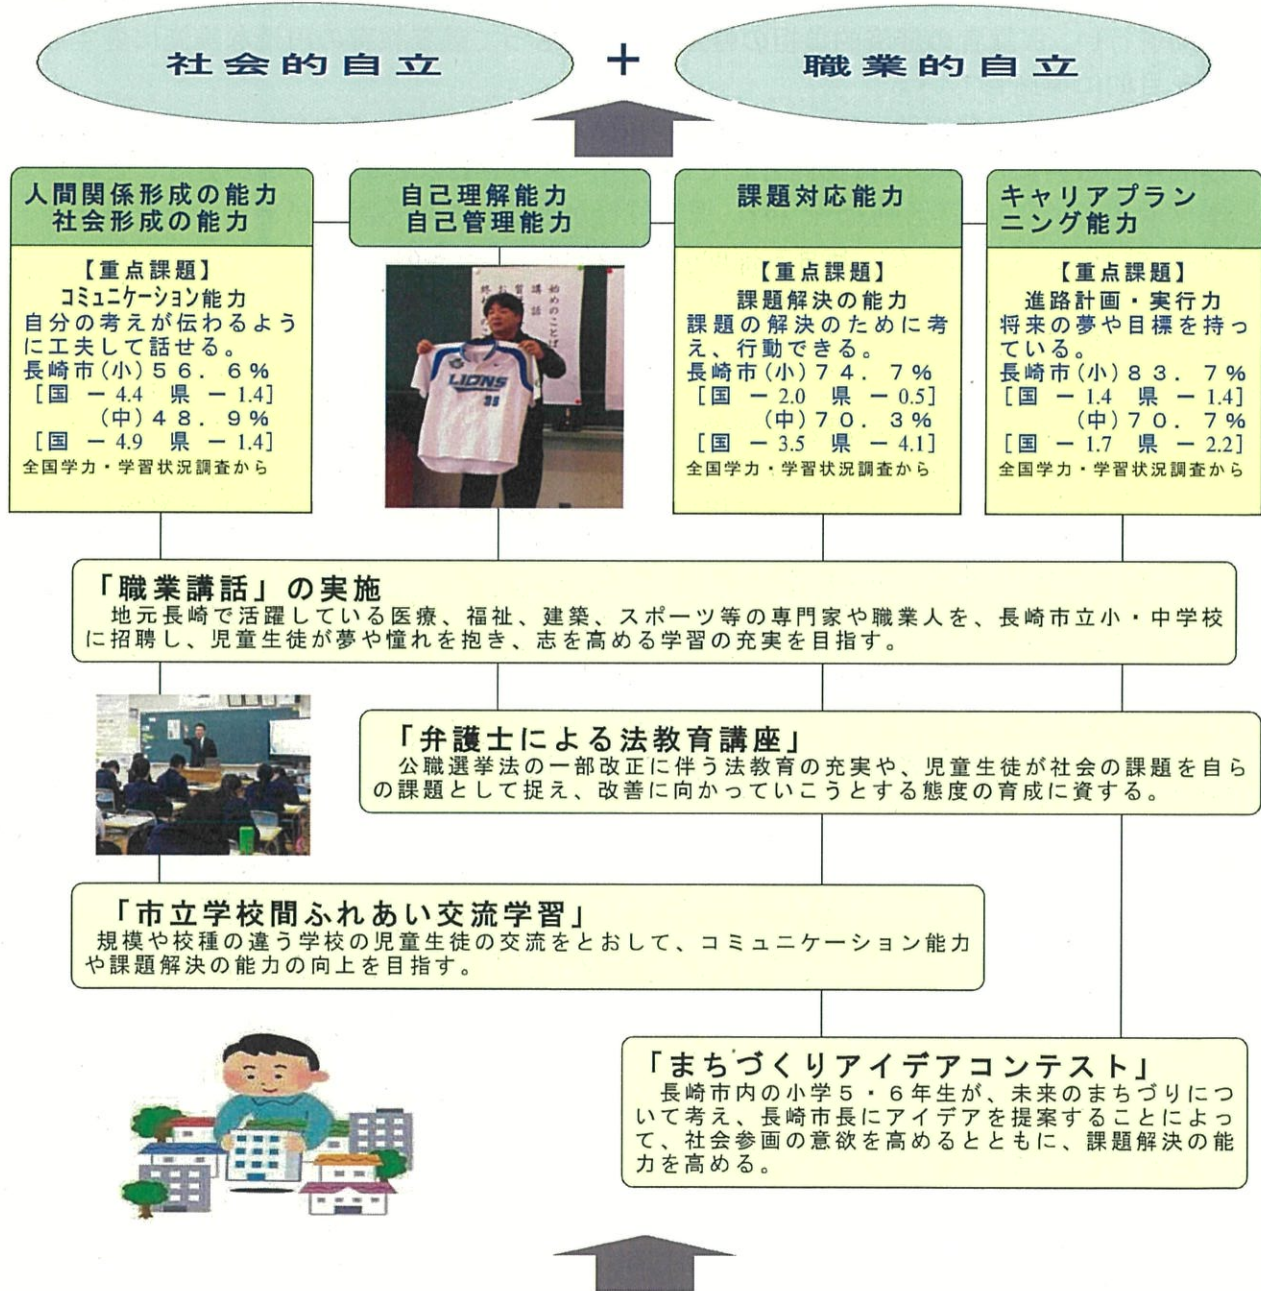 社会的自立
+
職業的自立
人間関係形成の能力
社会形成の能力
【重点課題】
コミュニケーション能力
自分の考えが伝わるよう
に工夫して話せる。
長崎市(小)56.6%
[国 －4.4 県 －1.4]
(中)48.9%
[国 －4.9 県 －1.4]
全国学力・学習状況調査から
自己理解能力
自己管理能力
始めのことば
講話
LIONS
課題対応能力
【重点課題】
課題解決の能力
課題の解決のために考
え、行動できる。
長崎市(小)74.7%
[国 －2.0 県 －0.5]
(中)70.3%
[国 －3.5 県 －4.1]
全国学力・学習状況調査から
キャリアプラン
ニング能力
【重点課題】
進路計画・実行力
将来の夢や目標を持っ
ている。
長崎市(小)83.7%
[国 －1.4 県 －1.4]
(中)70.7%
[国 －1.7 県 －2.2]
全国学力・学習状況調査から
「職業講話」の実施
地元長崎で活躍している医療、福祉、建築、スポーツ等の専門家や職業人を、長崎市立小・中学校
に招聘し、児童生徒が夢や憧れを抱き、志を高める学習の充実を目指す。
「弁護士による法教育講座」
公職選挙法の一部改正に伴う法教育の充実や、児童生徒が社会の課題を自ら
の課題として捉え、改善に向かっていこうとする態度の育成に資する。
「市立学校間ふれあい交流学習」
規模や校種の違う学校の児童生徒の交流をとおして、コミュニケーション能力
や課題解決の能力の向上を目指す。
「まちづくりアイデアコンテスト」
長崎市内の小学5・6年生が、未来のまちづくりにつ
いて考え、長崎市長にアイデアを提案することによっ
て、社会参画の意欲を高めるとともに、課題解決の能
力を高める。